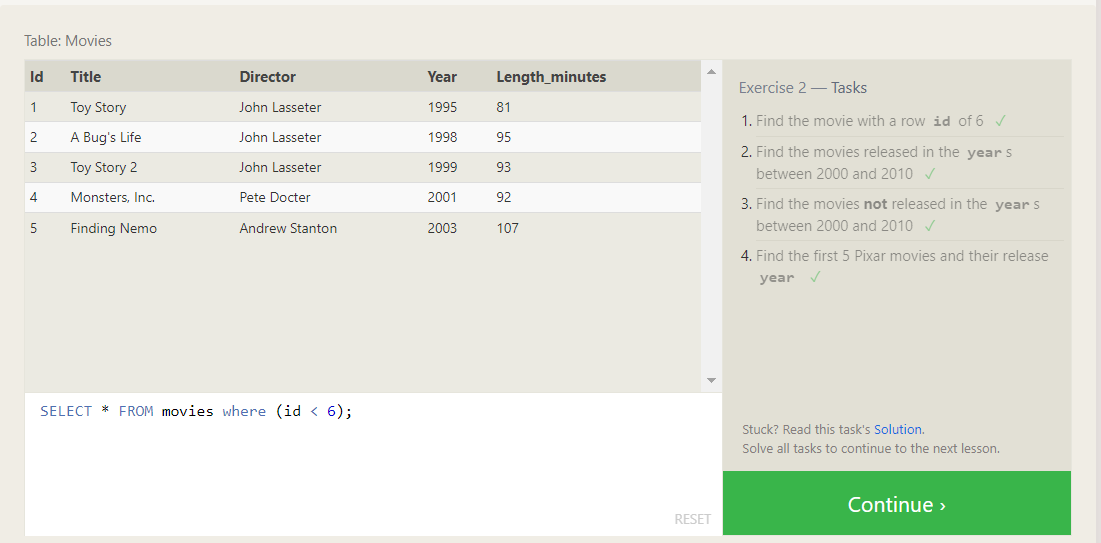 Table: Movies
Id Title Director Year Length_minutes
1 Toy Story John Lasseter 1995 81
2 A Bug's Life John Lasseter 1998 95
3 Toy Story 2 John Lasseter 1999 93
4 Monsters, Inc. Pete Docter 2001 92
5 Finding Nemo Andrew Stanton 2003 107
SELECT * FROM movies where (id < 6);
RESET
Exercise 2 — Tasks
1. Find the movie with a row id of 6 ✓
2. Find the movies released in the year s
between 2000 and 2010 ✓
3. Find the movies not released in the year s
between 2000 and 2010 ✓
4. Find the first 5 Pixar movies and their release
year ✓
Stuck? Read this task's Solution.
Solve all tasks to continue to the next lesson.
Continue ›